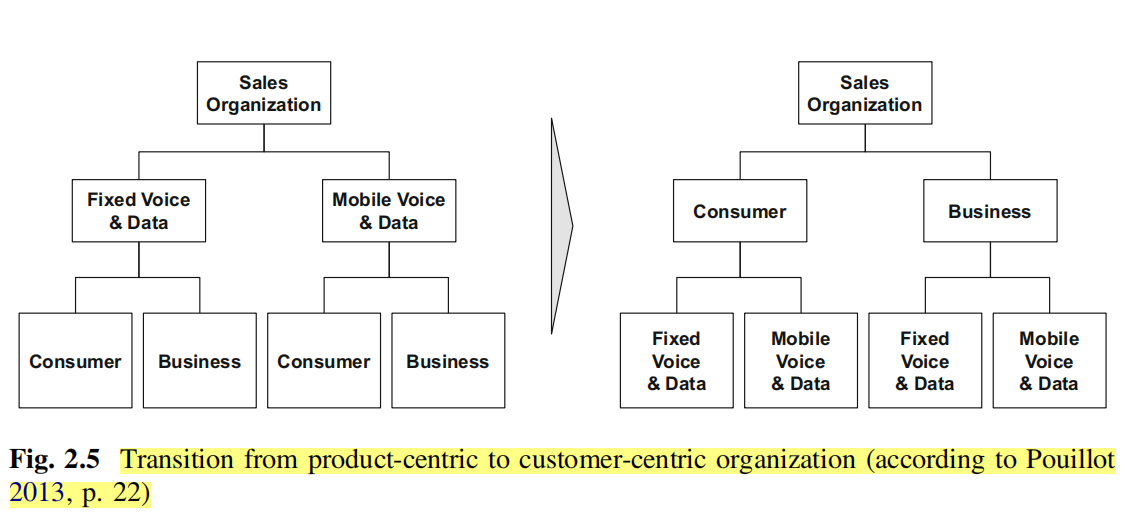 Sales
Organization
Fixed Voice
& Data
Mobile Voice
& Data
Consumer
Business
Consumer
Business
Sales
Organization
Consumer
Business
Fixed
Voice
& Data
Mobile
Voice
& Data
Fixed
Voice
& Data
Mobile
Voice
& Data
Fig. 2.5 Transition from product-centric to customer-centric organization (according to Pouillot
2013, p. 22)